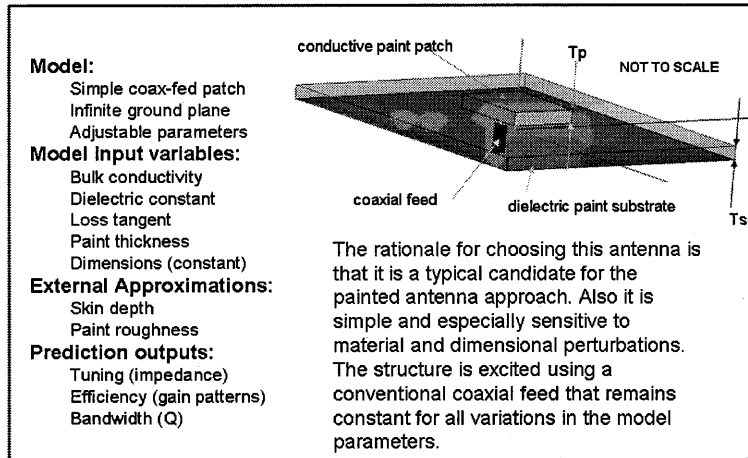 Model:
Simple coax-fed patch
Infinite ground plane
Adjustable parameters
Model Input variables:
Bulk conductivity
Dielectric constant
Loss tangent
Paint thickness
Dimensions (constant)
External Approximations:
Skin depth
Paint roughness
Prediction outputs:
Tuning (impedance)
Efficiency (gain patterns)
Bandwidth (Q)
conductive paint patch
Tp
NOT TO SCALE
coaxial feed
dielectric paint substrate
Ts
The rationale for choosing this antenna is
that it is a typical candidate for the
painted antenna approach. Also it is
simple and especially sensitive to
material and dimensional perturbations.
The structure is excited using a
conventional coaxial feed that remains
constant for all variations in the model
parameters.